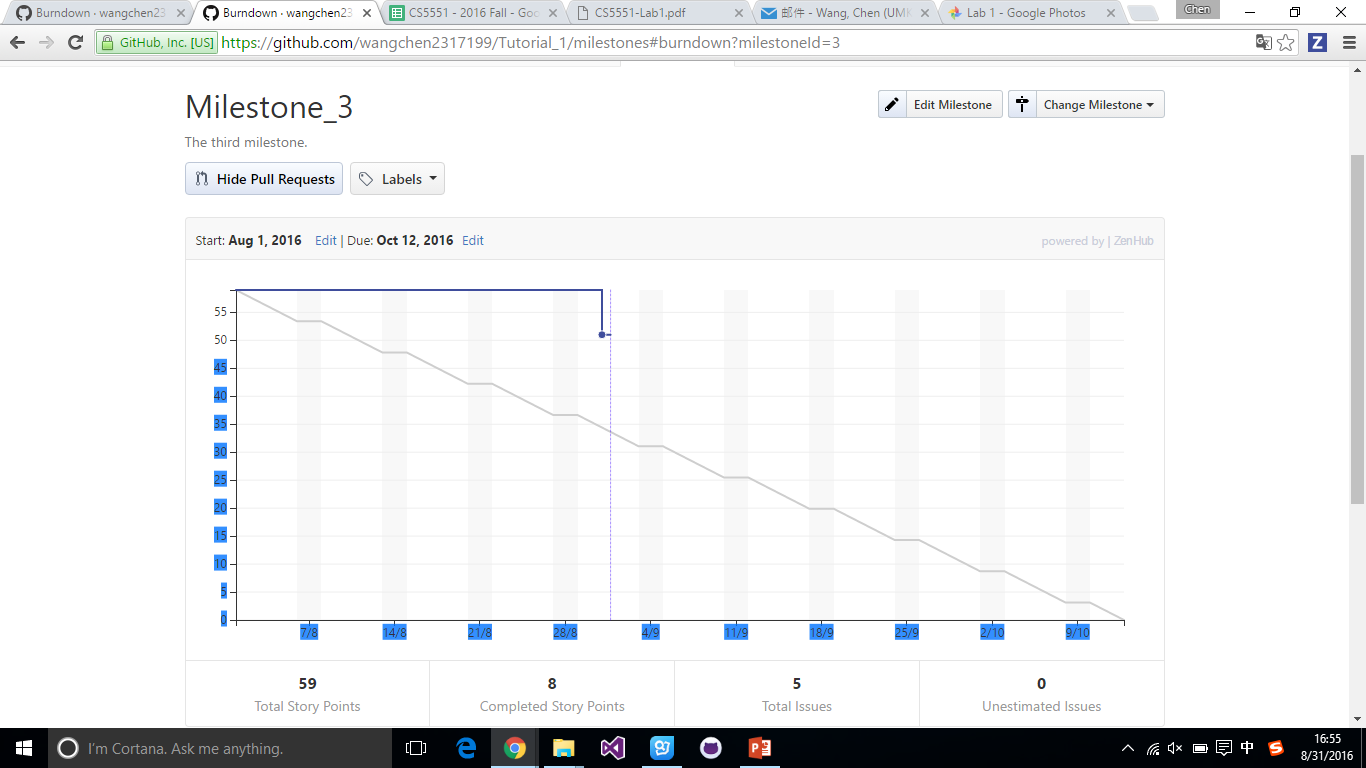 Burndown · wangchen23
Burndown · wangchen23
CS5551 - 2016 Fall - Goo
CS5551-Lab1.pdf
邮件 - Wang, Chen (UMK
Lab 1 - Google Photos
Chen
GitHub, Inc. [US] https://github.com/wangchen2317199/Tutorial_1/milestones#burndown?milestoneId=3
Z
Milestone_3
Edit Milestone
Change Milestone
The third milestone.
Hide Pull Requests
Labels
Start: Aug 1, 2016 Edit | Due: Oct 12, 2016 Edit
powered by | ZenHub
55
50
45
40
35
30
25
20
15
10
5
0
7/8 14/8 21/8 28/8 4/9 11/9 18/9 25/9 2/10 9/10
59 8 5 0
Total Story Points Completed Story Points Total Issues Unestimated Issues
I'm Cortana. Ask me anything.
中
16:55
8/31/2016